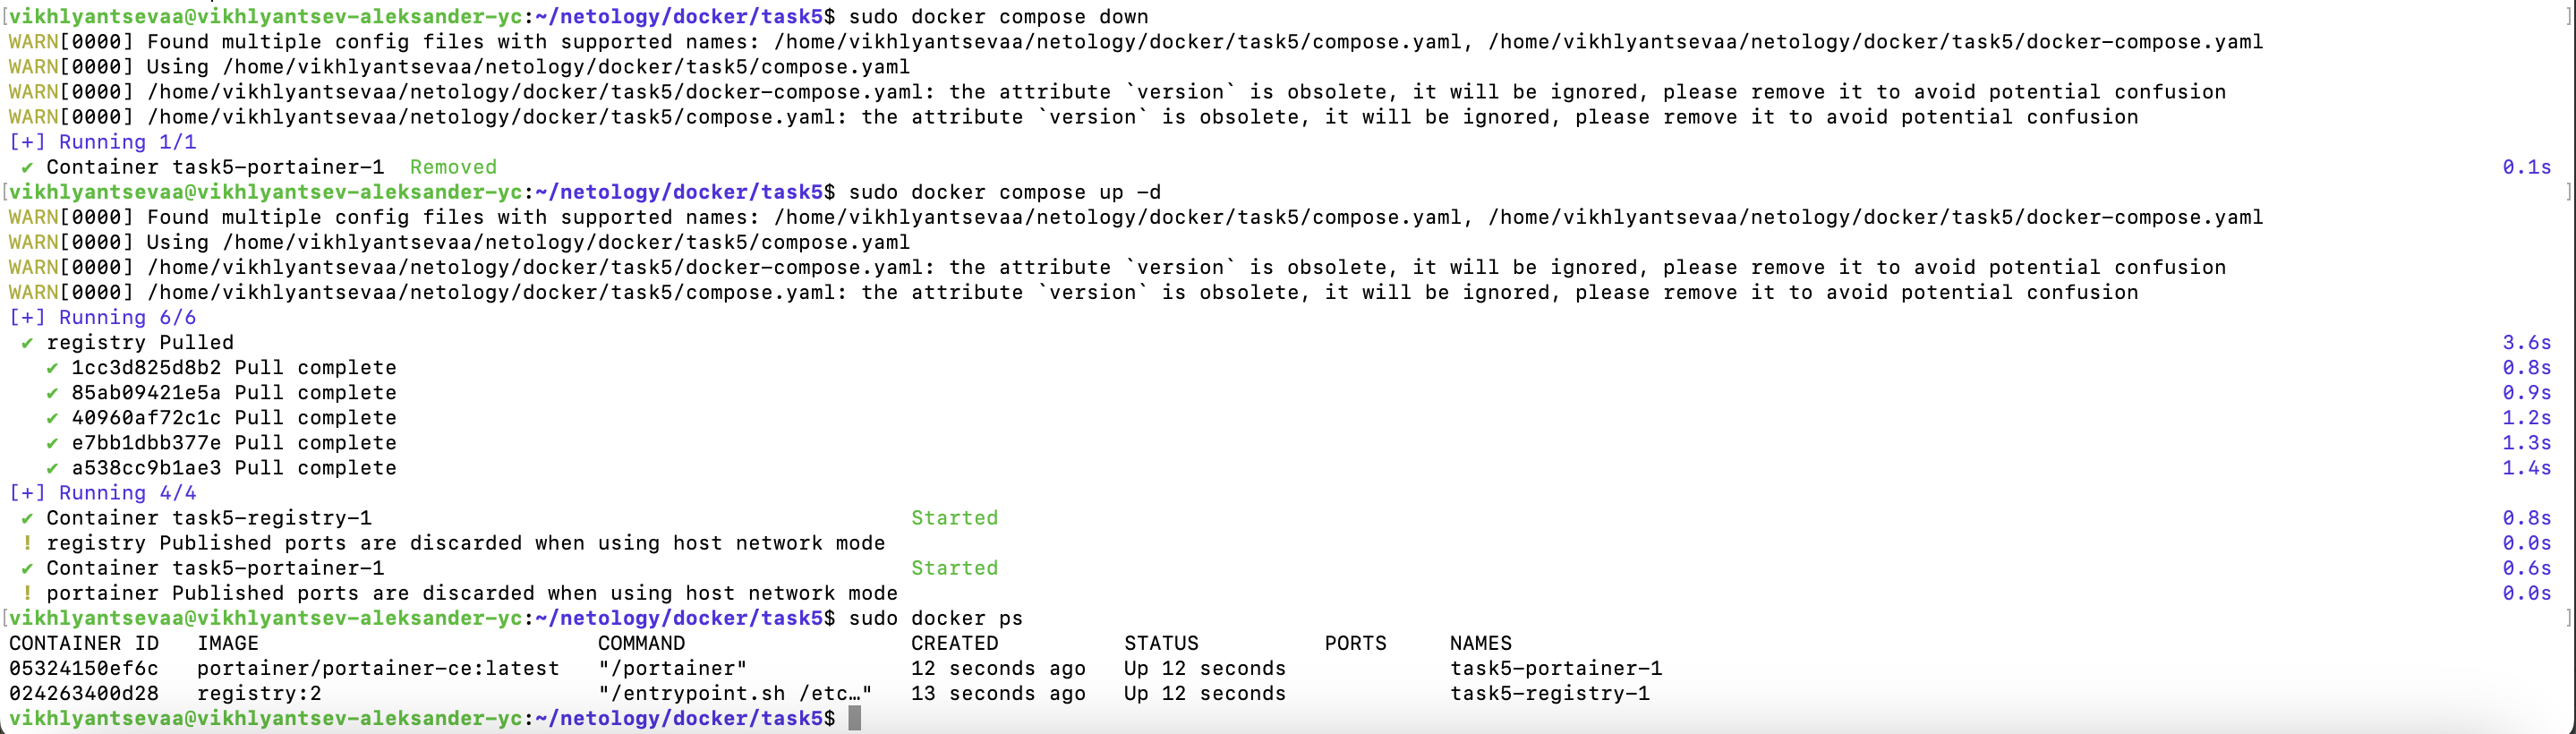 [vikhlyantsevaa@vikhlyantsev-aleksander-yc:~/netology/docker/task5$ sudo docker compose down ]
WARN[0000] Found multiple config files with supported names: /home/vikhlyantsevaa/netology/docker/task5/compose.yaml, /home/vikhlyantsevaa/netology/docker/task5/docker-compose.yaml
WARN[0000] Using /home/vikhlyantsevaa/netology/docker/task5/compose.yaml
WARN[0000] /home/vikhlyantsevaa/netology/docker/task5/docker-compose.yaml: the attribute `version` is obsolete, it will be ignored, please remove it to avoid potential confusion
WARN[0000] /home/vikhlyantsevaa/netology/docker/task5/compose.yaml: the attribute `version` is obsolete, it will be ignored, please remove it to avoid potential confusion
[+] Running 1/1
✔ Container task5-portainer-1 Removed 0.1s
[vikhlyantsevaa@vikhlyantsev-aleksander-yc:~/netology/docker/task5$ sudo docker compose up -d ]
WARN[0000] Found multiple config files with supported names: /home/vikhlyantsevaa/netology/docker/task5/compose.yaml, /home/vikhlyantsevaa/netology/docker/task5/docker-compose.yaml
WARN[0000] Using /home/vikhlyantsevaa/netology/docker/task5/compose.yaml
WARN[0000] /home/vikhlyantsevaa/netology/docker/task5/docker-compose.yaml: the attribute `version` is obsolete, it will be ignored, please remove it to avoid potential confusion
WARN[0000] /home/vikhlyantsevaa/netology/docker/task5/compose.yaml: the attribute `version` is obsolete, it will be ignored, please remove it to avoid potential confusion
[+] Running 6/6
✔ registry Pulled 3.6s
✔ 1cc3d825d8b2 Pull complete 0.8s
✔ 85ab09421e5a Pull complete 0.9s
✔ 40960af72c1c Pull complete 1.2s
✔ e7bb1dbb377e Pull complete 1.3s
✔ a538cc9b1ae3 Pull complete 1.4s
[+] Running 4/4
✔ Container task5-registry-1 Started 0.8s
! registry Published ports are discarded when using host network mode 0.0s
✔ Container task5-portainer-1 Started 0.6s
! portainer Published ports are discarded when using host network mode 0.0s
[vikhlyantsevaa@vikhlyantsev-aleksander-yc:~/netology/docker/task5$ sudo docker ps ]
CONTAINER ID IMAGE COMMAND CREATED STATUS PORTS NAMES
05324150ef6c portainer/portainer-ce:latest "/portainer" 12 seconds ago Up 12 seconds task5-portainer-1
024263400d28 registry:2 "/entrypoint.sh /etc…" 13 seconds ago Up 12 seconds task5-registry-1
vikhlyantsevaa@vikhlyantsev-aleksander-yc:~/netology/docker/task5$